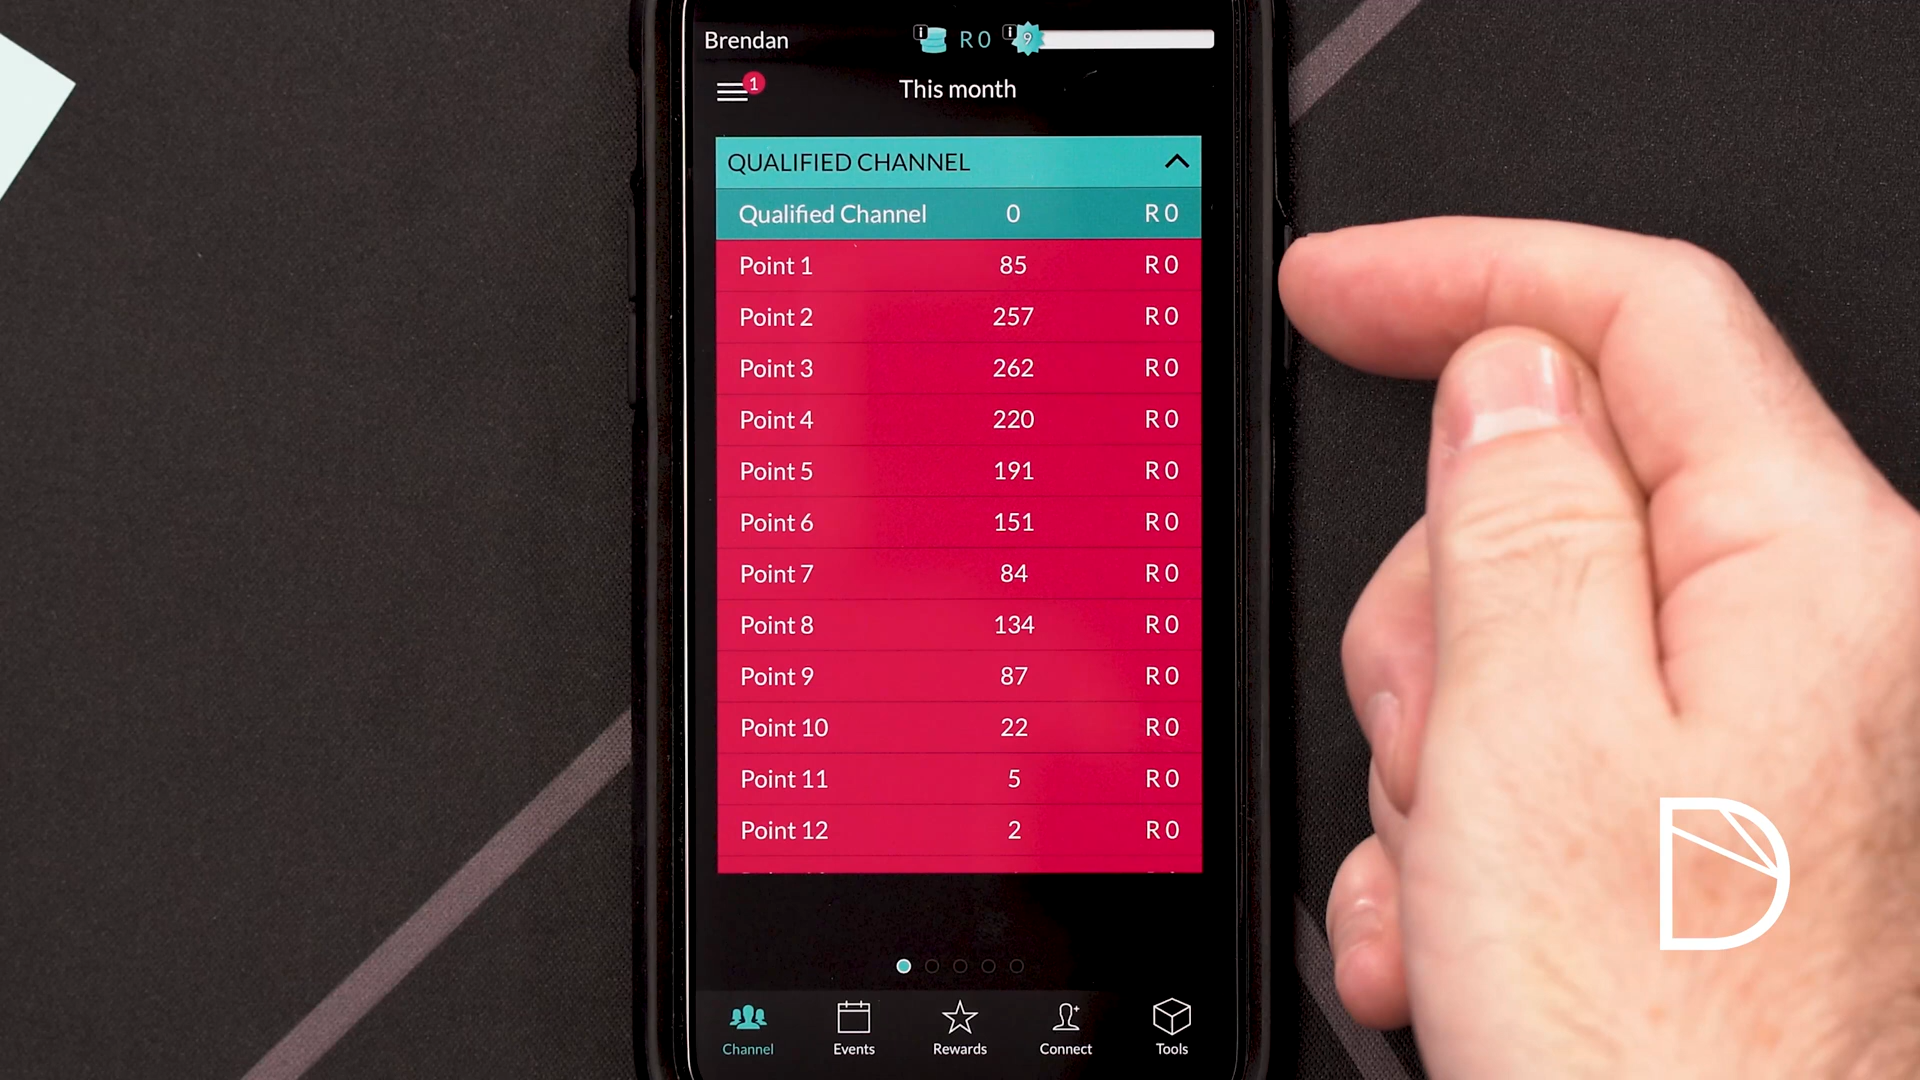 Brendan
i R 0 i 9
1
This month
QUALIFIED CHANNEL
Qualified Channel 0 R 0
Point 1 85 R 0
Point 2 257 R 0
Point 3 262 R 0
Point 4 220 R 0
Point 5 191 R 0
Point 6 151 R 0
Point 7 84 R 0
Point 8 134 R 0
Point 9 87 R 0
Point 10 22 R 0
Point 11 5 R 0
Point 12 2 R 0
Channel Events Rewards Connect Tools
D